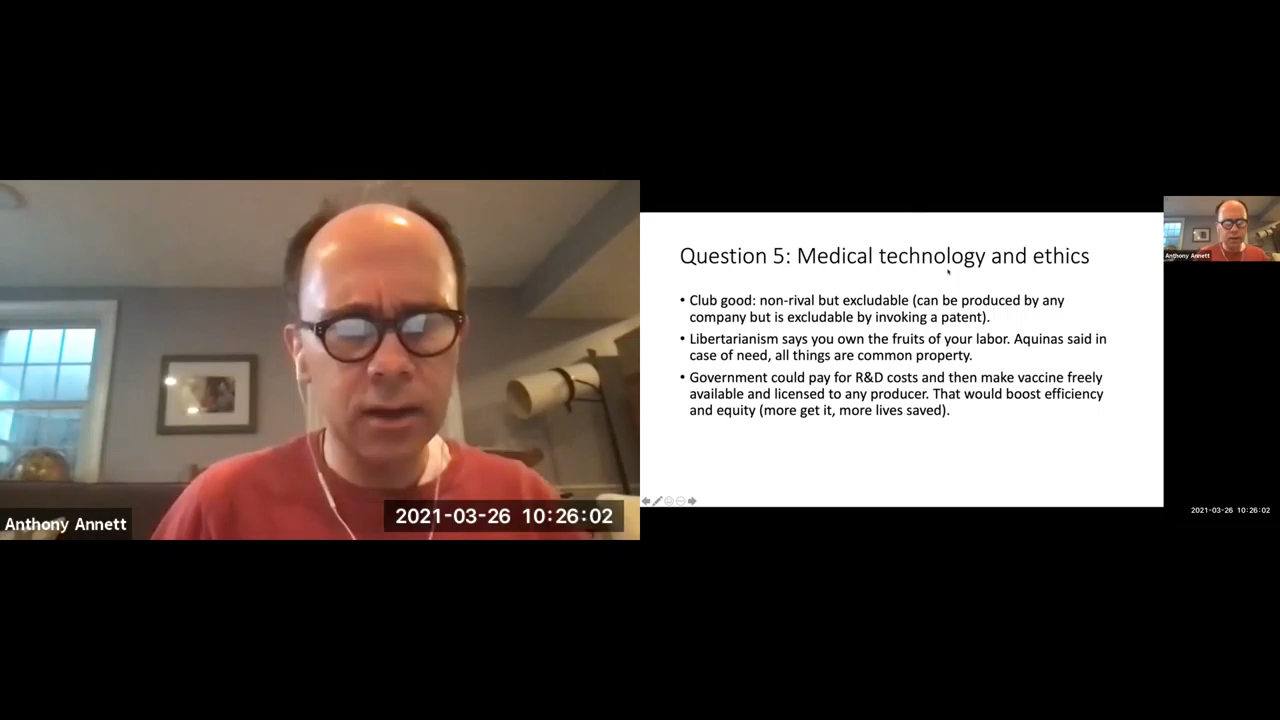 Anthony Annett
2021-03-26 10:26:02
Question 5: Medical technology and ethics
• Club good: non-rival but excludable (can be produced by any
company but is excludable by invoking a patent).
• Libertarianism says you own the fruits of your labor. Aquinas said in
case of need, all things are common property.
• Government could pay for R&D costs and then make vaccine freely
available and licensed to any producer. That would boost efficiency
and equity (more get it, more lives saved).
Anthony Annett
2021-03-26 10:26:02